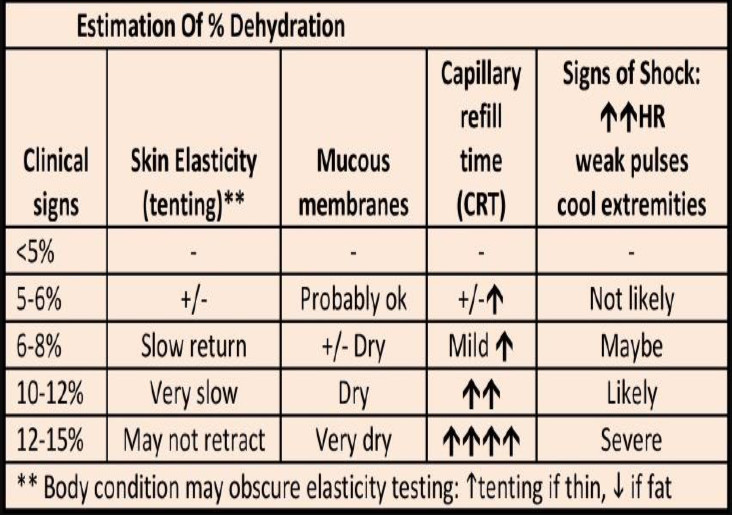 Estimation Of % Dehydration
Clinical signs | Skin Elasticity (tenting)** | Mucous membranes | Capillary refill time (CRT) | Signs of Shock: ↑↑HR weak pulses cool extremities
<5% | - | - | - | -
5-6% | +/- | Probably ok | +/-↑ | Not likely
6-8% | Slow return | +/- Dry | Mild ↑ | Maybe
10-12% | Very slow | Dry | ↑↑ | Likely
12-15% | May not retract | Very dry | ↑↑↑↑ | Severe
** Body condition may obscure elasticity testing: ↑tenting if thin, ↓ if fat